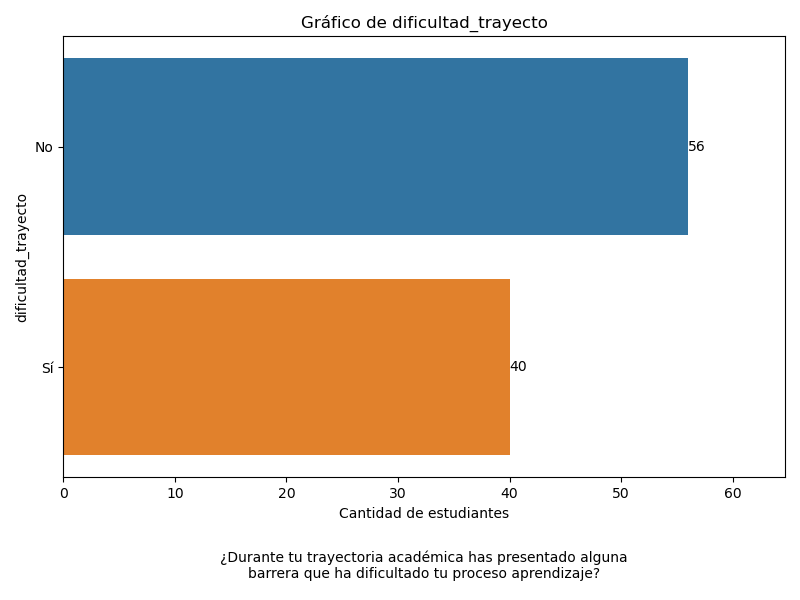 Gráfico de dificultad_trayecto
No
56
dificultad_trayecto
Sí
40
0 10 20 30 40 50 60
Cantidad de estudiantes
¿Durante tu trayectoria académica has presentado alguna
barrera que ha dificultado tu proceso aprendizaje?